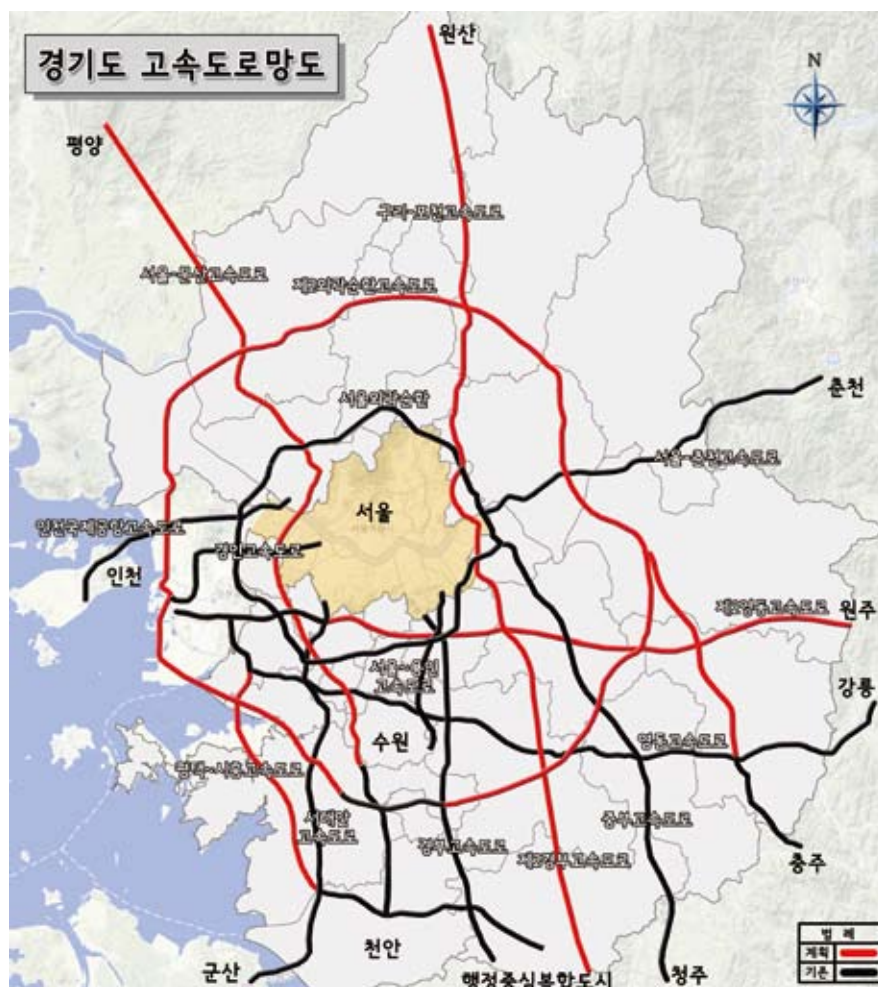 경기도 고속도로망도
원산
N
평양
구리-포천고속도로
서울-문산고속도로
제2외곽순환고속도로
서울외곽순환
춘천
서울-춘천고속도로
서울
인천국제공항고속도로
경인고속도로
인천
제2영동고속도로
원주
서울-용인
고속도로
강릉
수원
영동고속도로
평택-시흥고속도로
서해안
고속도로
중부고속도로
경부고속도로
제2경부고속도로
충주
천안
군산
행정중심복합도시
청주
범 례
계획
기존